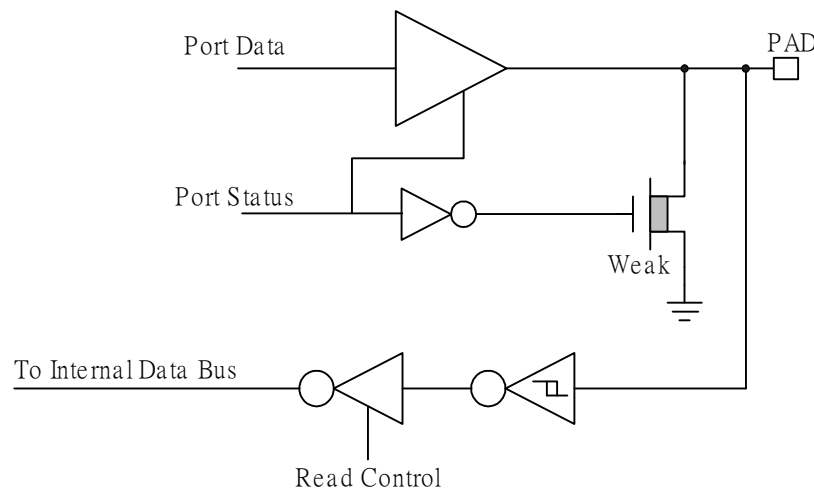 Port Data
PAD
Port Status
Weak
To Internal Data Bus
Read Control